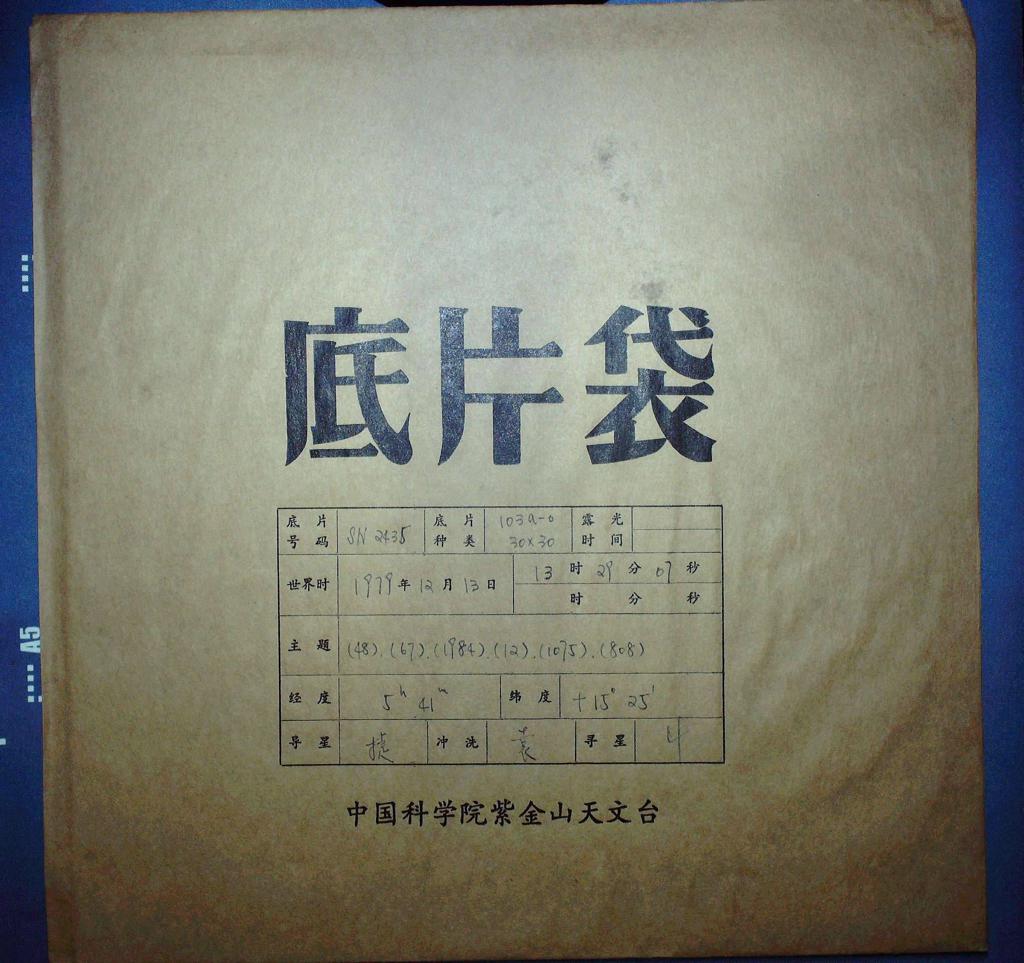 底片袋
底片号码 SN 2435 底片种类 103a-0 30×30 露光时间
世界时 1979年12月13日 13时29分07秒
时 分 秒
主题 (48).(67).(1984).(12).(1075).(808)
经度 5h 41m 纬度 +15° 25'
导星 捷 冲洗 袁 寻星
中国科学院紫金山天文台
A5